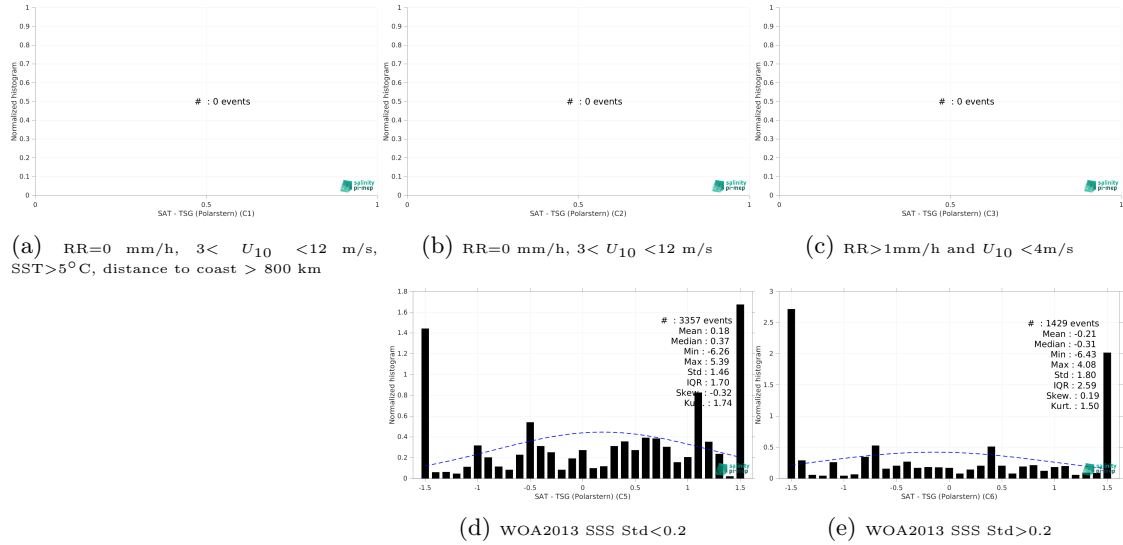 1
0.9
0.8
0.7
0.6
0.5
0.4
0.3
0.2
0.1
0
Normalized histogram
# : 0 events
salinity
pi-mep
0 0.5 1
SAT - TSG (Polarstern) (C1)
(a) RR=0 mm/h, 3< U10 <12 m/s,
SST>5°C, distance to coast > 800 km
1
0.9
0.8
0.7
0.6
0.5
0.4
0.3
0.2
0.1
0
Normalized histogram
# : 0 events
salinity
pi-mep
0 0.5 1
SAT - TSG (Polarstern) (C2)
(b) RR=0 mm/h, 3< U10 <12 m/s
1
0.9
0.8
0.7
0.6
0.5
0.4
0.3
0.2
0.1
0
Normalized histogram
# : 0 events
salinity
pi-mep
0 0.5 1
SAT - TSG (Polarstern) (C3)
(c) RR>1mm/h and U10 <4m/s
1.8
1.6
1.4
1.2
1
0.8
0.6
0.4
0.2
0
Normalized histogram
# : 3357 events
Mean : 0.18
Median : 0.37
Min : -6.26
Max : 5.39
Std : 1.46
IQR : 1.70
Skew. : -0.32
Kurt. : 1.74
salinity
pi-mep
-1.5 -1 -0.5 0 0.5 1 1.5
SAT - TSG (Polarstern) (C5)
(d) WOA2013 SSS Std<0.2
3
2.5
2
1.5
1
0.5
0
Normalized histogram
# : 1429 events
Mean : -0.21
Median : -0.31
Min : -6.43
Max : 4.08
Std : 1.80
IQR : 2.59
Skew. : 0.19
Kurt. : 1.50
salinity
pi-mep
-1.5 -1 -0.5 0 0.5 1 1.5
SAT - TSG (Polarstern) (C6)
(e) WOA2013 SSS Std>0.2